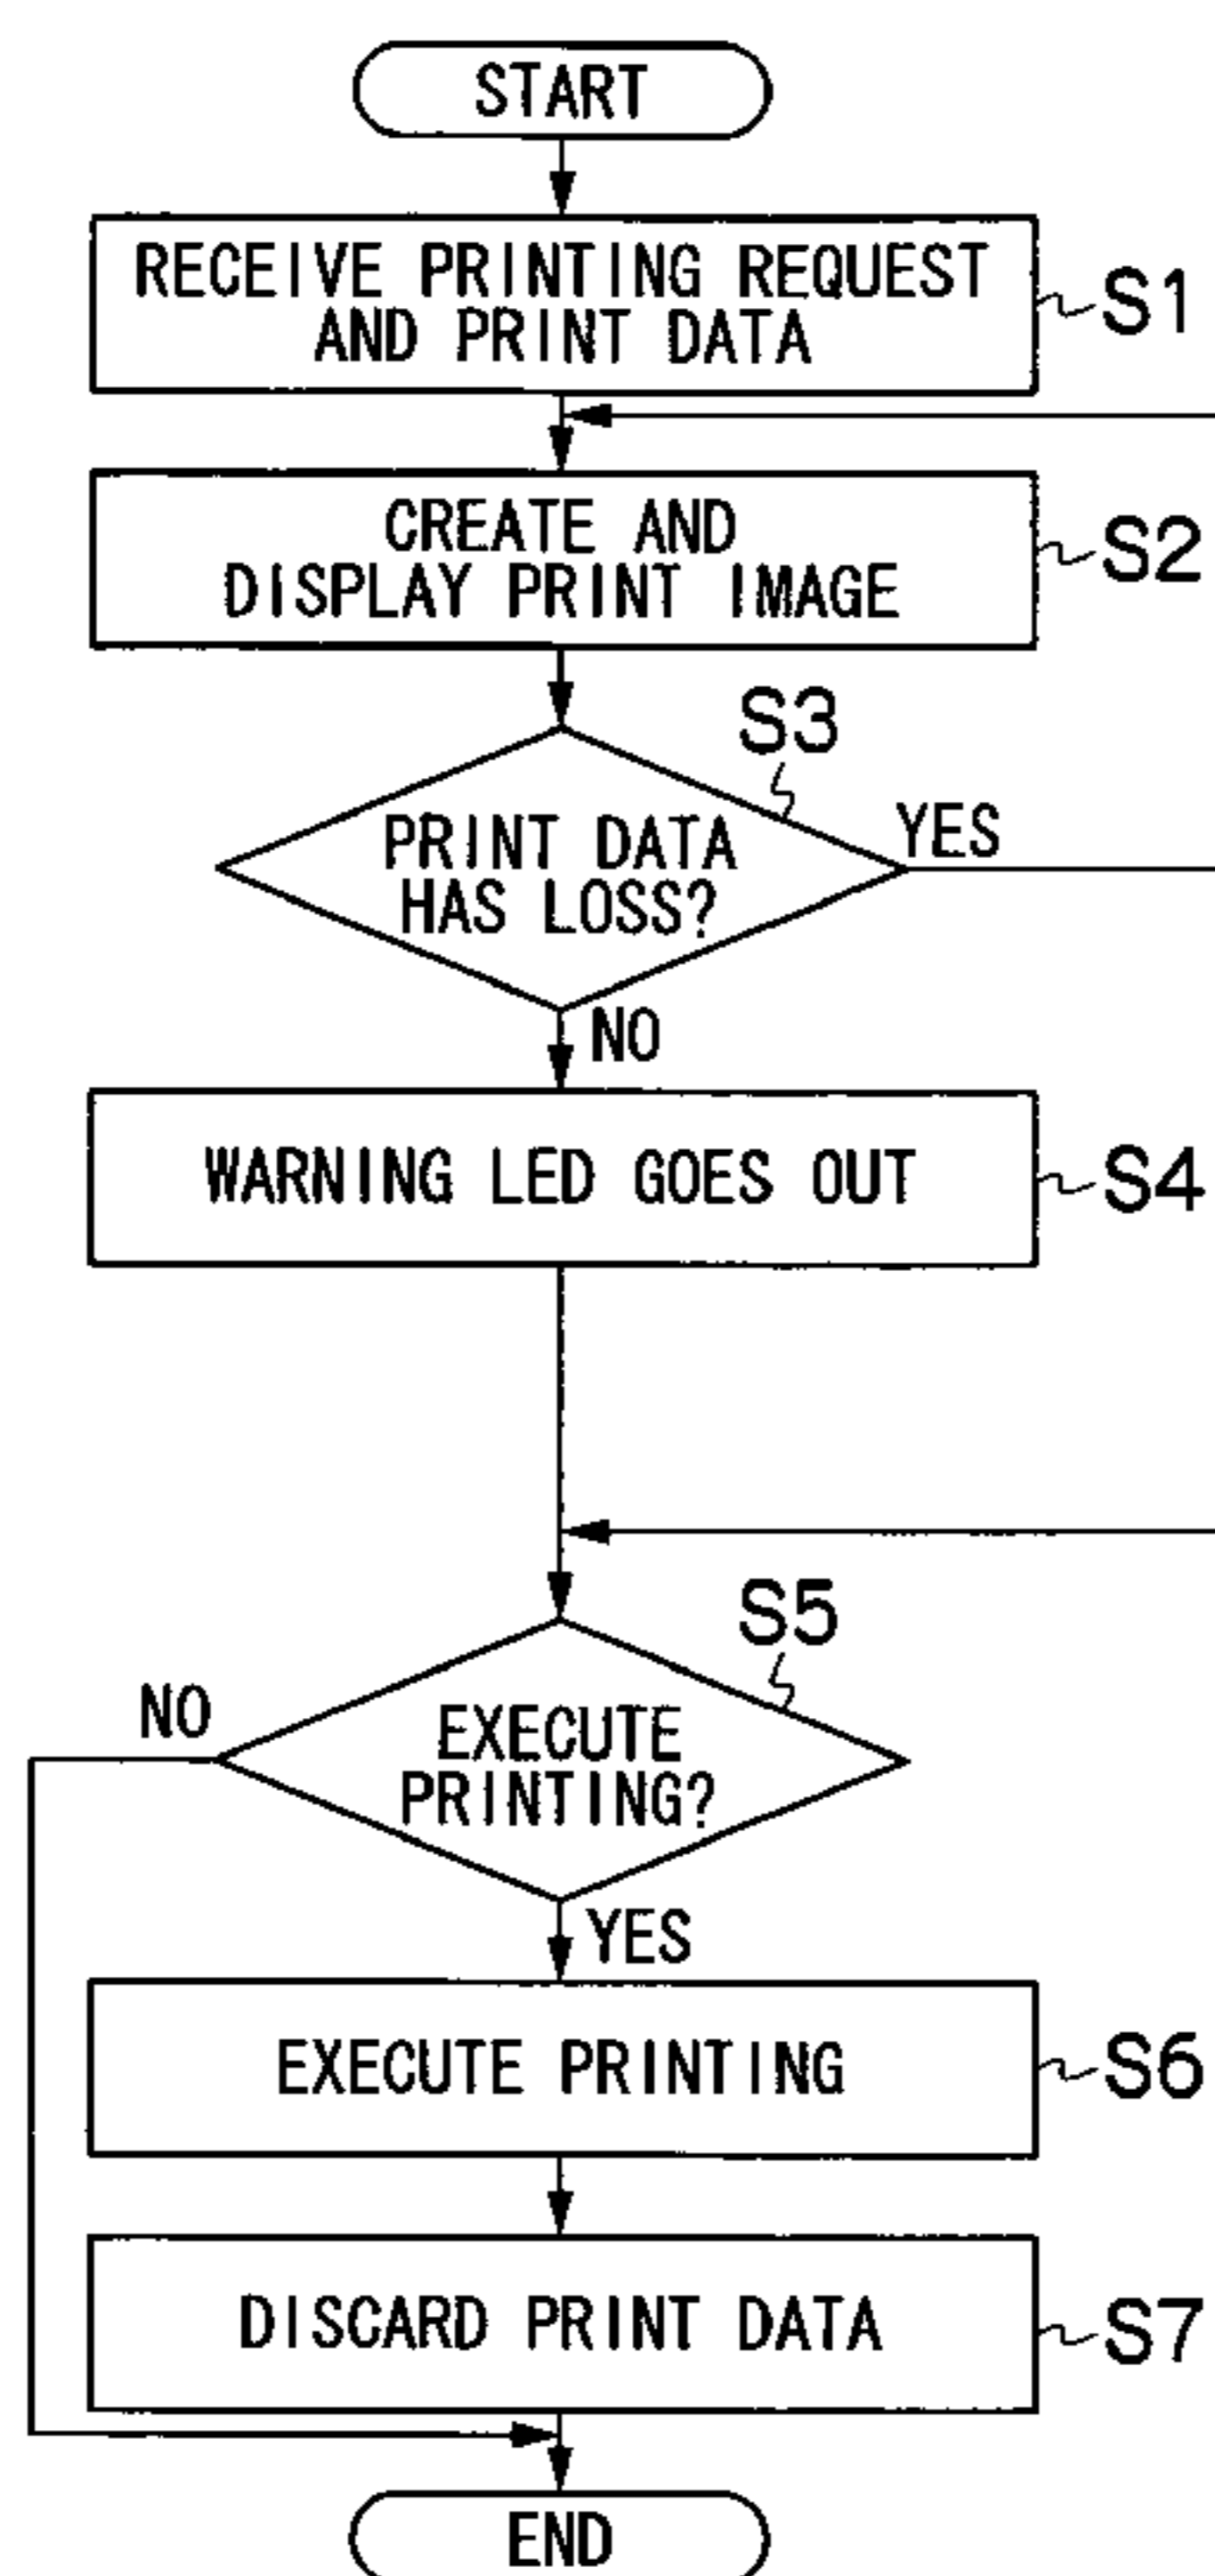 START
RECEIVE PRINTING REQUEST
AND PRINT DATA
S1
CREATE AND
DISPLAY PRINT IMAGE
S2
S3
PRINT DATA
HAS LOSS?
YES
NO
WARNING LED GOES OUT
S4
S5
NO
EXECUTE
PRINTING?
YES
EXECUTE PRINTING
S6
DISCARD PRINT DATA
S7
END